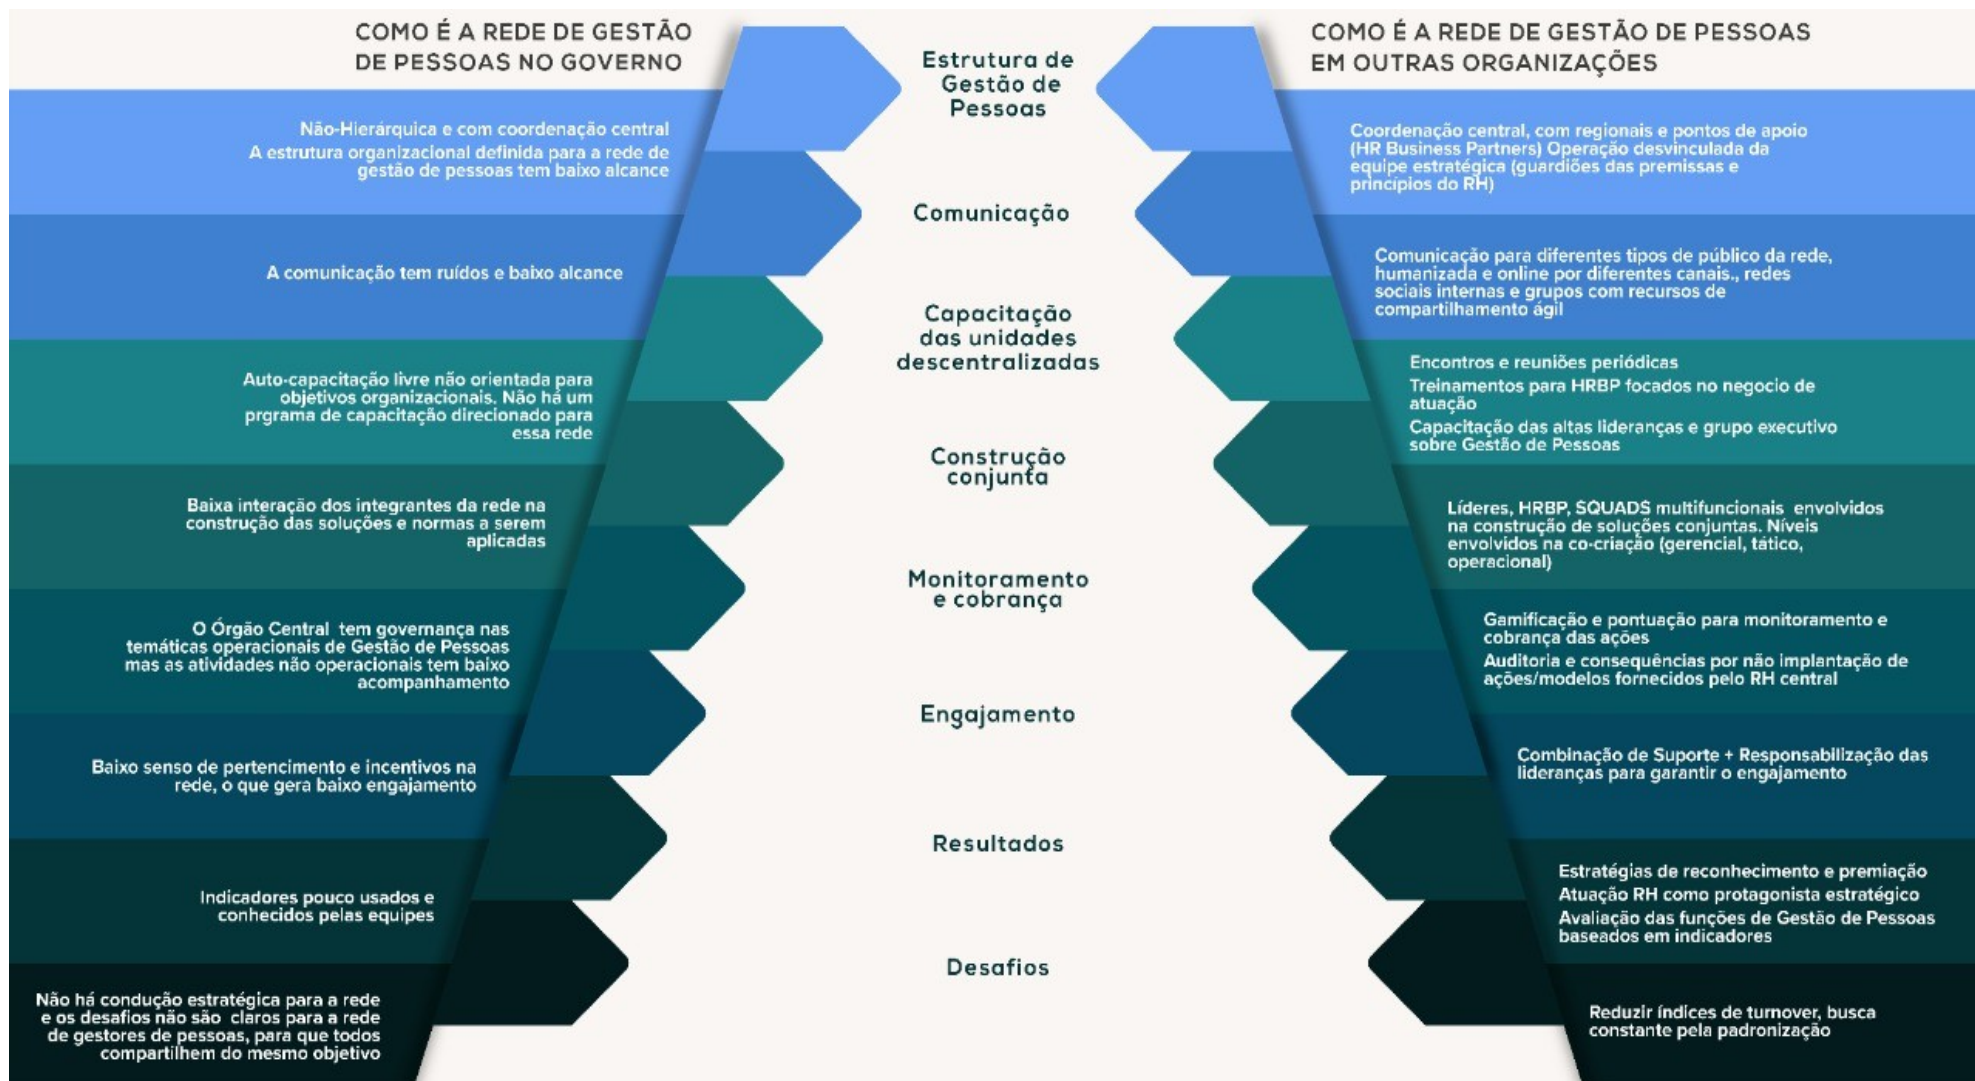 COMO É A REDE DE GESTÃO
DE PESSOAS NO GOVERNO
Não-Hierárquica e com coordenação central
A estrutura organizacional definida para a rede de
gestão de pessoas tem baixo alcance
A comunicação tem ruídos e baixo alcance
Auto-capacitação livre não orientada para
objetivos organizacionais. Não há um
prgrama de capacitação direcionado para
essa rede
Baixa interação dos integrantes da rede na
construção das soluções e normas a serem
aplicadas
O Órgão Central tem governança nas
temáticas operacionais de Gestão de Pessoas
mas as atividades não operacionais tem baixo
acompanhamento
Baixo senso de pertencimento e incentivos na
rede, o que gera baixo engajamento
Indicadores pouco usados e
conhecidos pelas equipes
Não há condução estratégica para a rede
e os desafios não são claros para a rede
de gestores de pessoas, para que todos
compartilhem do mesmo objetivo
Estrutura de
Gestão de
Pessoas
Comunicação
Capacitação
das unidades
descentralizadas
Construção
conjunta
Monitoramento
e cobrança
Engajamento
Resultados
Desafios
COMO É A REDE DE GESTÃO DE PESSOAS
EM OUTRAS ORGANIZAÇÕES
Coordenação central, com regionais e pontos de apoio
(HR Business Partners) Operação desvinculada da
equipe estratégica (guardiões das premissas e
princípios do RH)
Comunicação para diferentes tipos de público da rede,
humanizada e online por diferentes canais., redes
sociais internas e grupos com recursos de
compartilhamento ágil
Encontros e reuniões periódicas
Treinamentos para HRBP focados no negocio de
atuação
Capacitação das altas lideranças e grupo executivo
sobre Gestão de Pessoas
Líderes, HRBP, SQUADS multifuncionais envolvidos
na construção de soluções conjuntas. Níveis
envolvidos na co-criação (gerencial, tático,
operacional)
Gamificação e pontuação para monitoramento e
cobrança das ações
Auditoria e consequências por não implantação de
ações/modelos fornecidos pelo RH central
Combinação de Suporte + Responsabilização das
lideranças para garantir o engajamento
Estratégias de reconhecimento e premiação
Atuação RH como protagonista estratégico
Avaliação das funções de Gestão de Pessoas
baseados em indicadores
Reduzir índices de turnover, busca
constante pela padronização